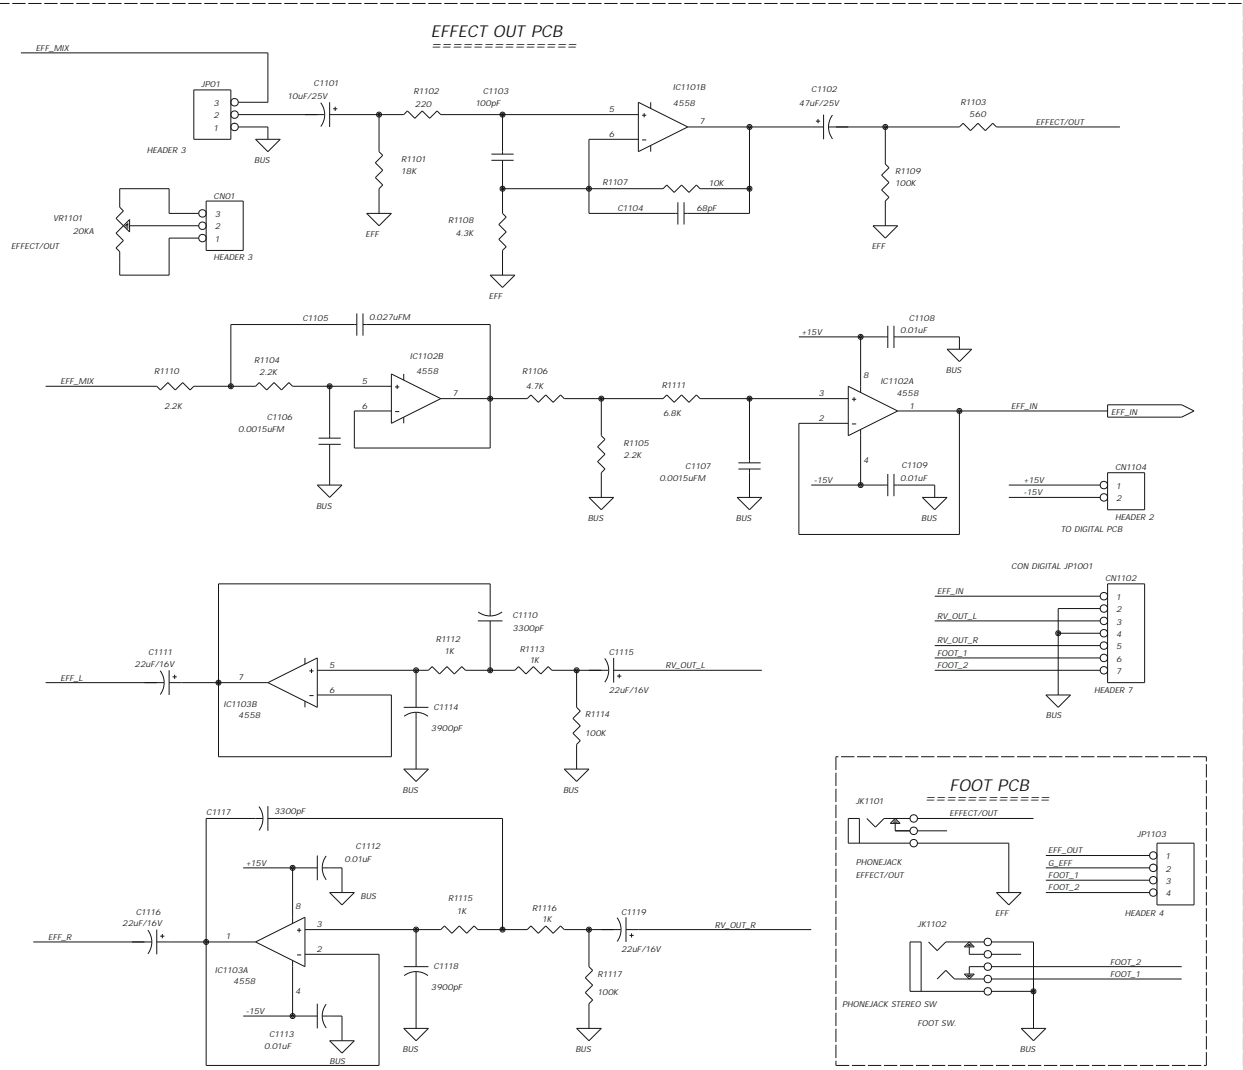 EFFECT OUT PCB
EFF_MIX
JP01
3
2
1
HEADER 3
BUS
C1101
10uF/25V
R1102
220
C1103
100pF
IC1101B
4558
5
6
7
C1102
47uF/25V
R1103
560
EFFECT/OUT
R1101
18K
EFF
R1107
10K
C1104
68pF
R1108
4.3K
EFF
R1109
100K
EFF
VR1101
20KA
EFFECT/OUT
CN01
3
2
1
HEADER 3
C1105
0.027uFM
EFF_MIX
R1110
2.2K
R1104
2.2K
C1106
0.0015uFM
BUS
IC1102B
4558
5
6
7
R1106
4.7K
R1105
2.2K
BUS
R1111
6.8K
C1107
0.0015uFM
BUS
+15V
C1108
0.01uF
BUS
8
IC1102A
4558
3
2
1
4
-15V
C1109
0.01uF
BUS
EFF_IN
EFF_IN
CN1104
+15V
-15V
1
2
HEADER 2
TO DIGITAL PCB
CON DIGITAL JP1001
CN1102
EFF_IN
RV_OUT_L
RV_OUT_R
FOOT_1
FOOT_2
1
2
3
4
5
6
7
HEADER 7
BUS
C1111
22uF/16V
EFF_L
7
IC1103B
4558
5
6
R1112
1K
C1110
3300pF
R1113
1K
C1115
22uF/16V
RV_OUT_L
C1114
3900pF
BUS
R1114
100K
BUS
C1117
3300pF
+15V
C1112
0.01uF
BUS
8
C1116
22uF/16V
EFF_R
1
IC1103A
4558
3
2
4
-15V
C1113
0.01uF
BUS
R1115
1K
R1116
1K
C1119
22uF/16V
RV_OUT_R
C1118
3900pF
BUS
R1117
100K
BUS
FOOT PCB
JK1101
EFFECT/OUT
PHONEJACK
EFFECT/OUT
EFF
JP1103
EFF_OUT
G_EFF
FOOT_1
FOOT_2
1
2
3
4
HEADER 4
JK1102
FOOT_2
FOOT_1
PHONEJACK STEREO SW
FOOT SW.
BUS